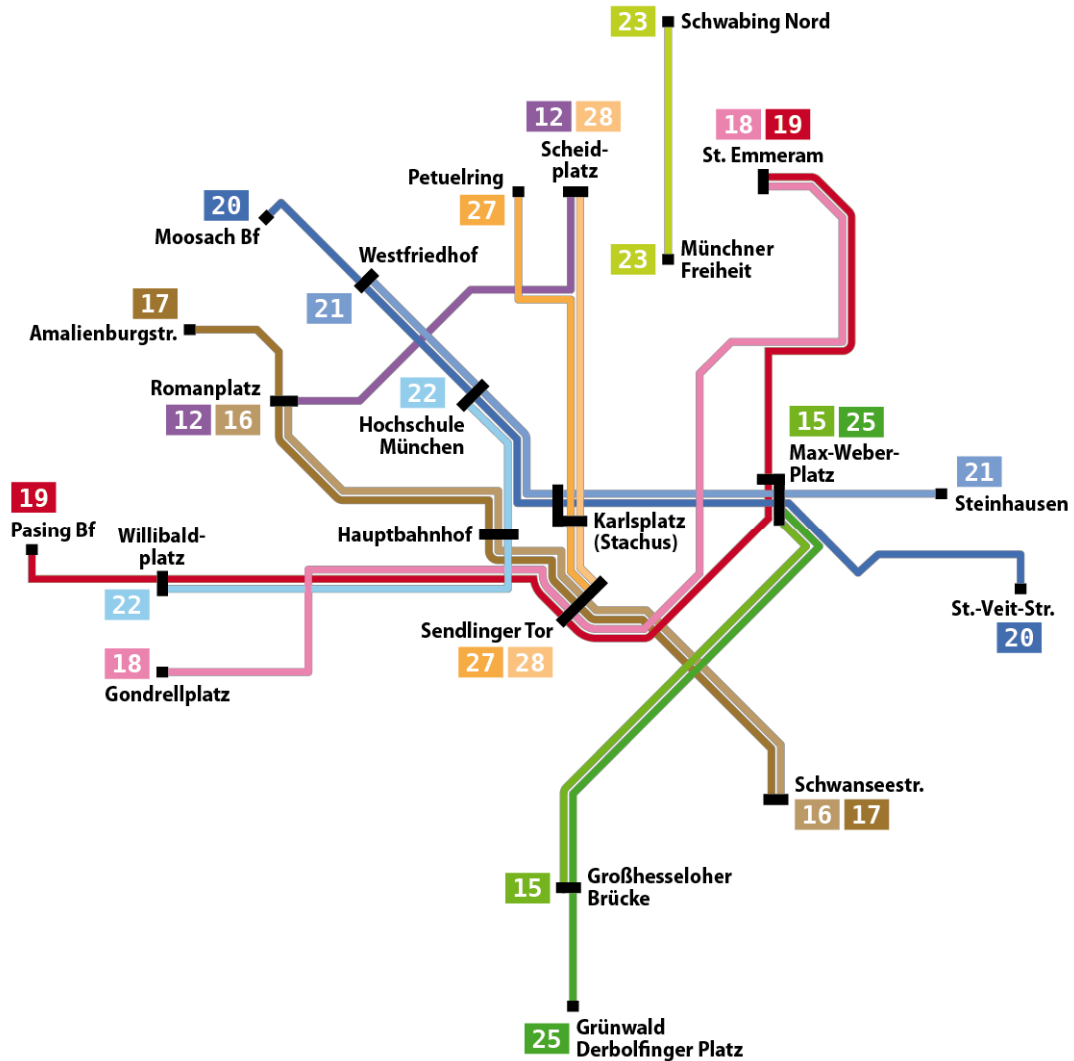 23 Schwabing Nord
12 28
Scheid-
platz
18 19
St. Emmeram
Petuelring
27
20
Moosach Bf
Westfriedhof
21
23 Münchner
Freiheit
17
Amalienburgstr.
Romanplatz
12 16
22
Hochschule
München
15 25
Max-Weber-
Platz
21
Steinhausen
19
Pasing Bf
Willibald-
platz
22
Hauptbahnhof
Karlsplatz
(Stachus)
St.-Veit-Str.
20
Sendlinger Tor
27 28
18
Gondrellplatz
Schwanseestr.
16 17
15 Großhesseloher
Brücke
25 Grünwald
Derbolfinger Platz